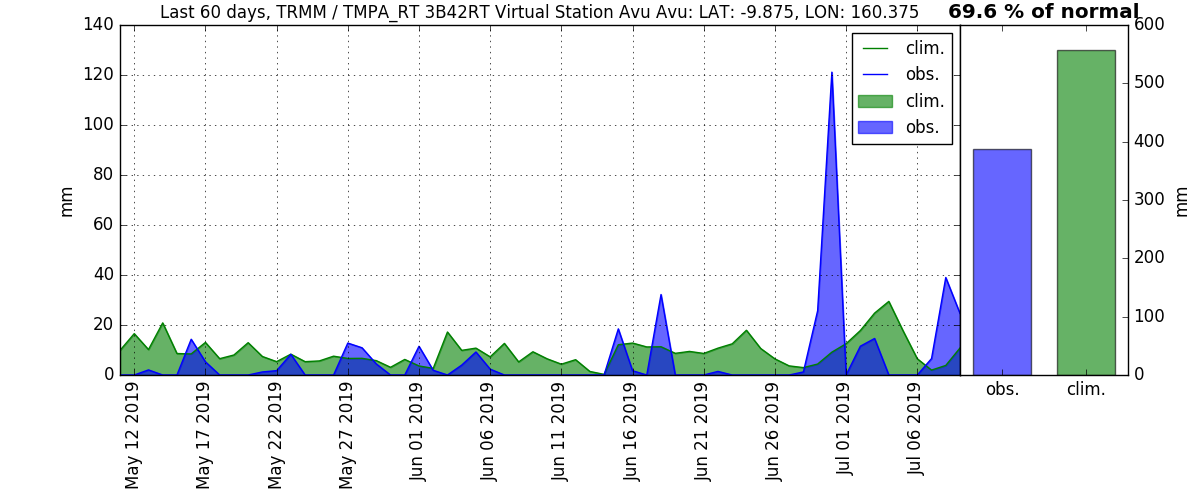 Last 60 days, TRMM / TMPA_RT 3B42RT Virtual Station Avu Avu: LAT: -9.875, LON: 160.375
69.6 % of normal
140
120
100
80
60
40
20
0
mm
clim.
obs.
clim.
obs.
600
500
400
300
200
100
0
mm
May 12 2019
May 17 2019
May 22 2019
May 27 2019
Jun 01 2019
Jun 06 2019
Jun 11 2019
Jun 16 2019
Jun 21 2019
Jun 26 2019
Jul 01 2019
Jul 06 2019
obs.
clim.